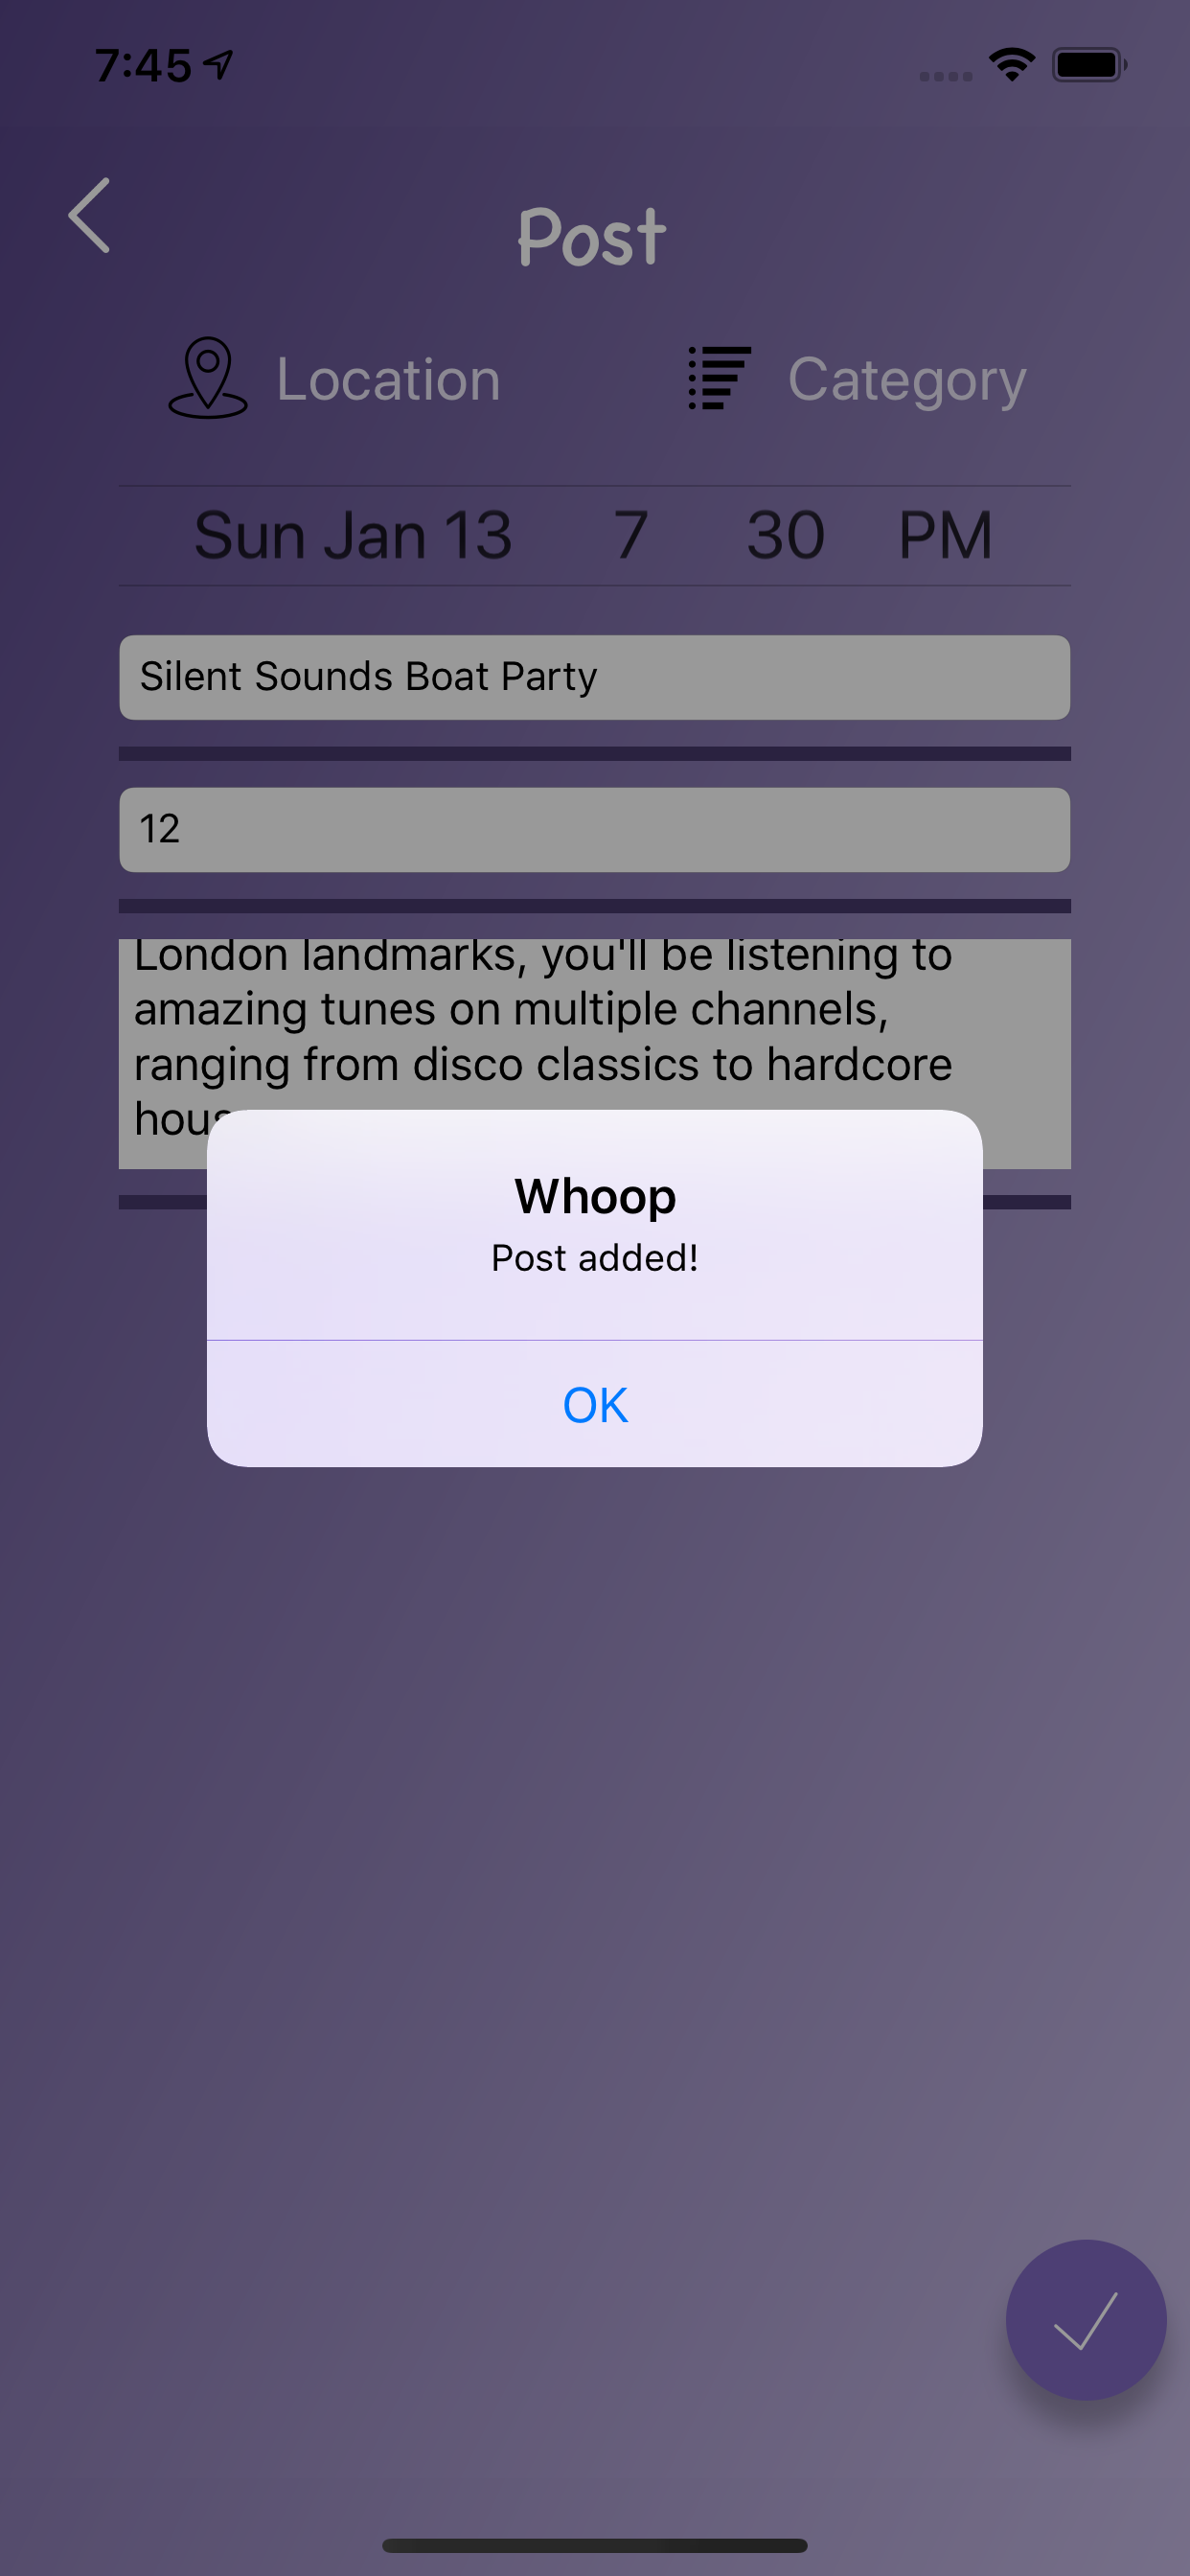 7:45
Post
Location
Category
Sun Jan 13 7 30 PM
Silent Sounds Boat Party
12
London landmarks, you'll be listening to
amazing tunes on multiple channels,
ranging from disco classics to hardcore
Whoop
Post added!
OK